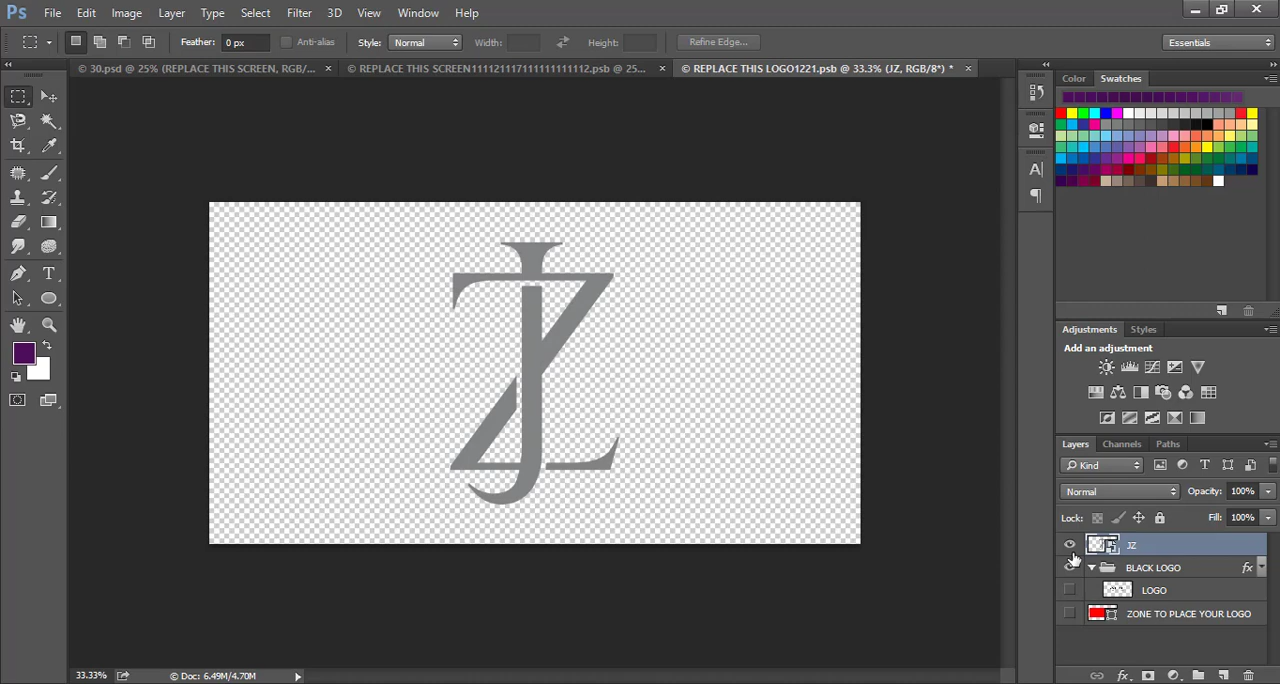 Ps File Edit Image Layer Type Select Filter 3D View Window Help
Feather: 0 px Anti-alias Style: Normal Width: Height: Refine Edge... Essentials
© 30.psd @ 25% (REPLACE THIS SCREEN, RGB/... × © REPLACE THIS SCREEN11112111711111111112.psb @ 25... × © REPLACE THIS LOGO1221.psb @ 33.3% (JZ, RGB/8*) * ×
Color Swatches
JZ
Adjustments Styles
Add an adjustment
Layers Channels Paths
Kind
Normal Opacity: 100%
Lock: Fill: 100%
JZ
BLACK LOGO fx
LOGO
ZONE TO PLACE YOUR LOGO
33.33% © Doc: 6.49M/4.70M
fx